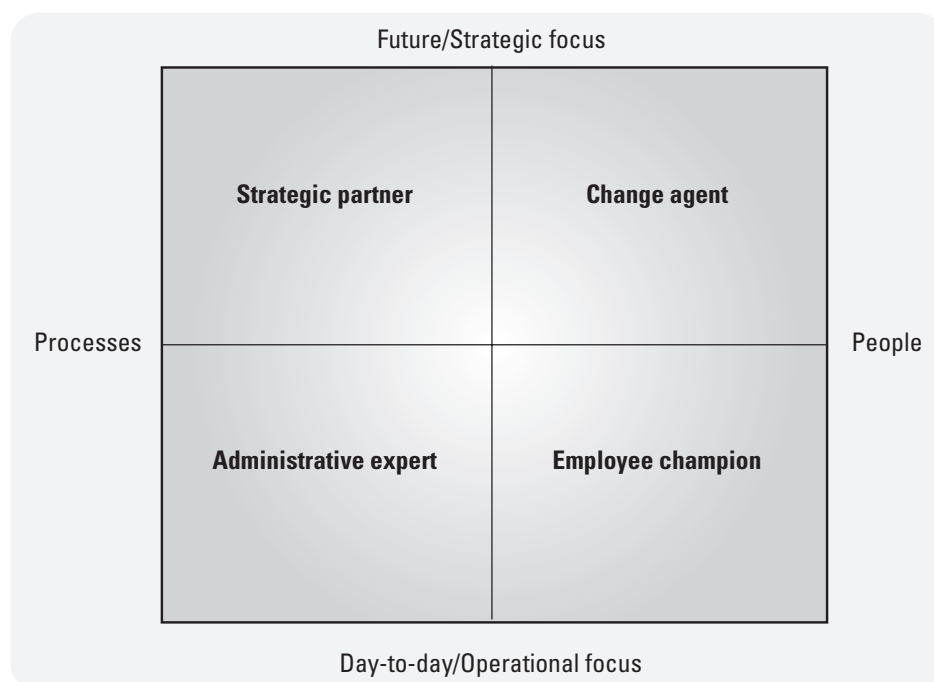 Future/Strategic focus
Strategic partner
Change agent
Processes
People
Administrative expert
Employee champion
Day-to-day/Operational focus